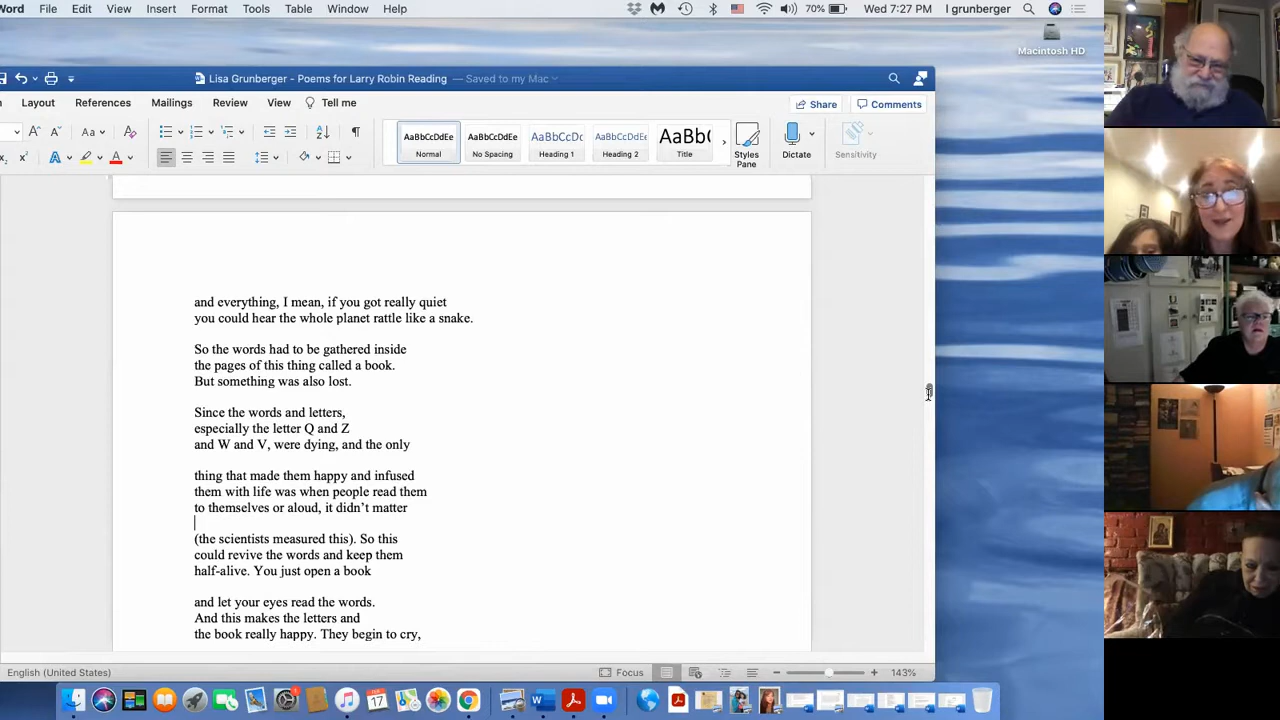 Word File Edit View Insert Format Tools Table Window Help 70% Wed 7:27 PM l grunberger
Macintosh HD
Lisa Grunberger - Poems for Larry Robin Reading — Saved to my Mac
Layout References Mailings Review View Tell me Share Comments
AaBbCcDdEe AaBbCcDdEe AaBbCcDc AaBbCcDdEe AaBb(
Normal No Spacing Heading 1 Heading 2 Title Styles Pane Dictate Sensitivity
and everything, I mean, if you got really quiet
you could hear the whole planet rattle like a snake.
So the words had to be gathered inside
the pages of this thing called a book.
But something was also lost.
Since the words and letters,
especially the letter Q and Z
and W and V, were dying, and the only
thing that made them happy and infused
them with life was when people read them
to themselves or aloud, it didn’t matter
(the scientists measured this). So this
could revive the words and keep them
half-alive. You just open a book
and let your eyes read the words.
And this makes the letters and
the book really happy. They begin to cry,
English (United States) Focus 143%